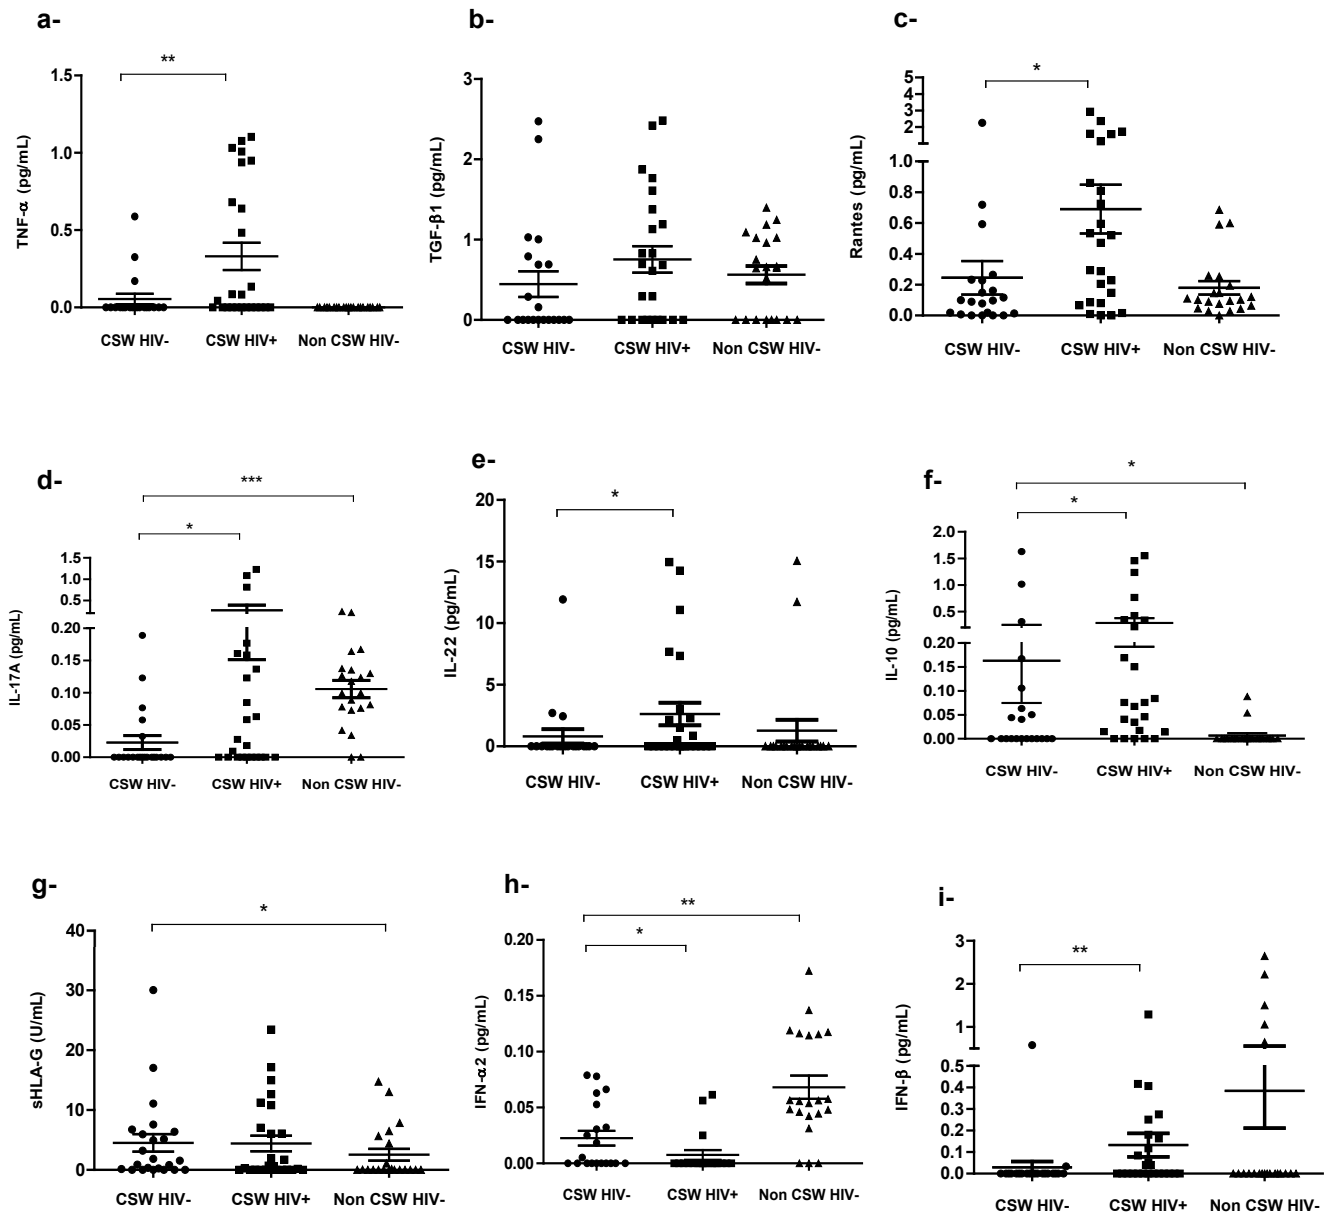 a-
**
TNF-α (pg/mL)
1.5
1.0
0.5
0.0
CSW HIV-
CSW HIV+
Non CSW HIV-
b-
TGF-β1 (pg/mL)
3
2
1
0
CSW HIV-
CSW HIV+
Non CSW HIV-
c-
*
Rantes (pg/mL)
5
4
3
2
1.0
0.8
0.6
0.4
0.2
0.0
CSW HIV-
CSW HIV+
Non CSW HIV-
d-
***
*
IL-17A (pg/mL)
1.5
1.0
0.5
0.20
0.15
0.10
0.05
0.00
CSW HIV-
CSW HIV+
Non CSW HIV-
e-
*
IL-22 (pg/mL)
20
15
10
5
0
CSW HIV-
CSW HIV+
Non CSW HIV-
f-
*
*
IL-10 (pg/mL)
2.0
1.5
1.0
0.5
0.20
0.15
0.10
0.05
0.00
CSW HIV-
CSW HIV+
Non CSW HIV-
g-
*
sHLA-G (U/mL)
40
30
20
10
0
CSW HIV-
CSW HIV+
Non CSW HIV-
h-
**
*
IFN-α2 (pg/mL)
0.20
0.15
0.10
0.05
0.00
CSW HIV-
CSW HIV+
Non CSW HIV-
i-
**
IFN-β (pg/mL)
3
2
1
0.5
0.4
0.3
0.2
0.1
0.0
CSW HIV-
CSW HIV+
Non CSW HIV-